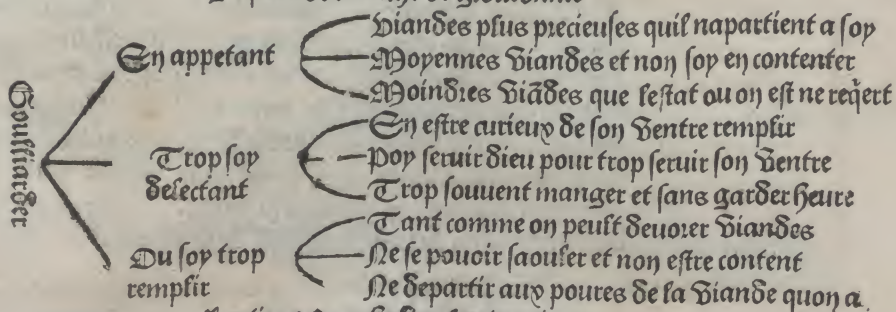 Gouffiarder
En appetant
Viandes plus precieuses quil napartient a soy
Moyennes viandes et non soy en contenter
Moindres viãdes que lestat ou on est ne reqert
Trop soy
delectant
En estre curieux de son ventre remplir
Poy seruir dieu pour trop seruir son ventre
Trop souuent manger et sans garder heure
Ou soy trop
remplir
Tant comme on peult deuorer viandes
Ne se pouoir saouler et non estre content
Ne departir aux poures de la viande quon a